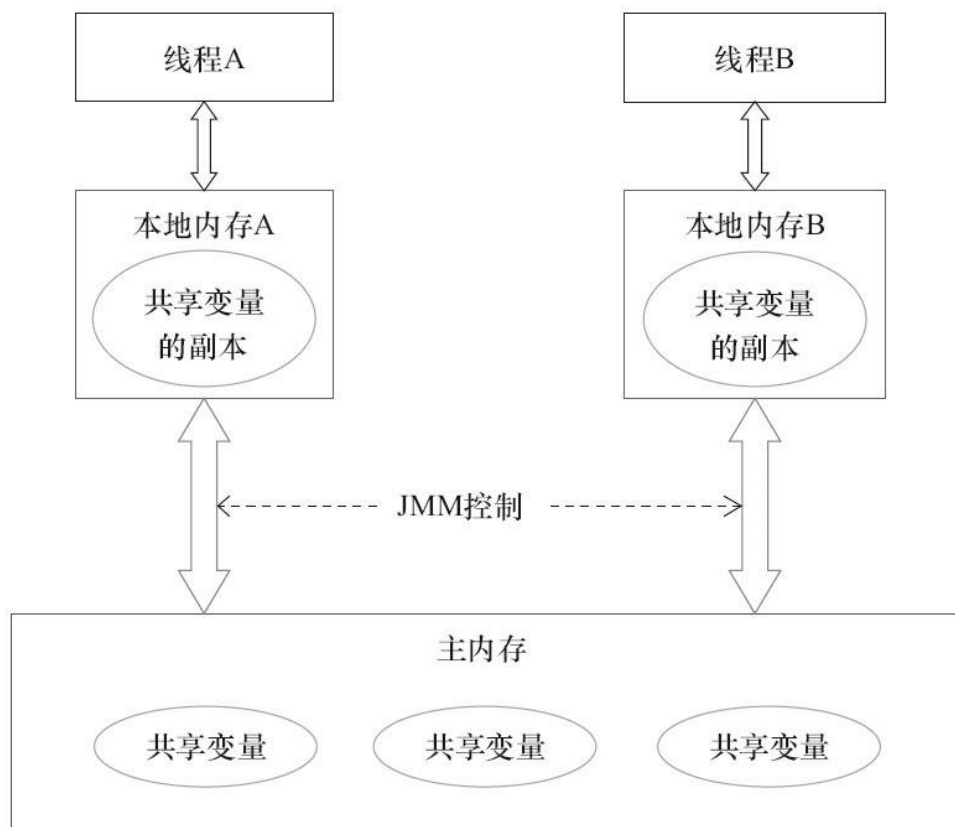 线程A
线程B
本地内存A
本地内存B
共享变量
的副本
共享变量
的副本
JMM控制
主内存
共享变量
共享变量
共享变量